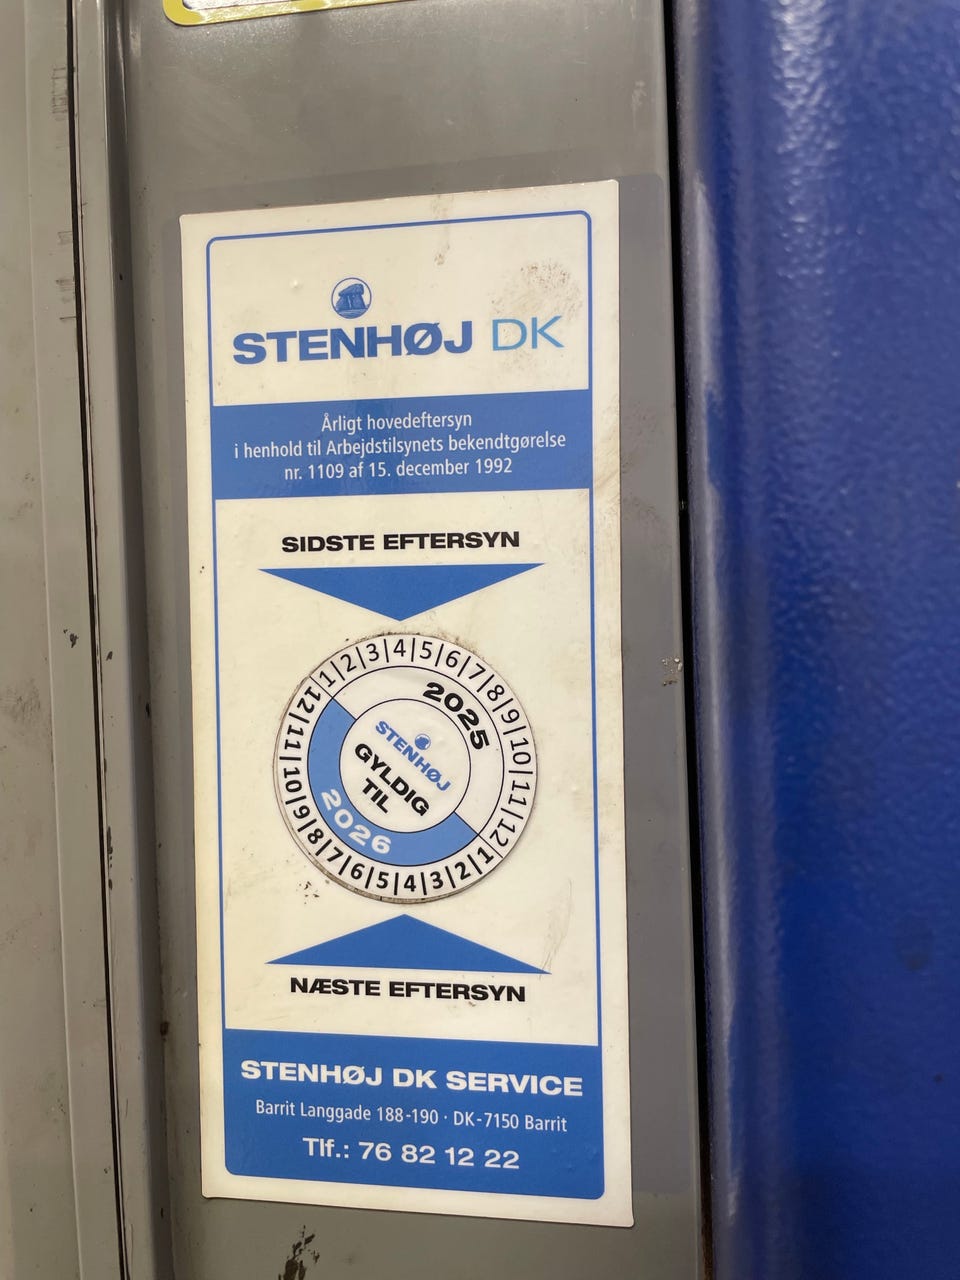 STENHØJ DK
Årligt hovedeftersyn
i henhold til Arbejdstilsynets bekendtgørelse
nr. 1109 af 15. december 1992
SIDSTE EFTERSYN
1|2|3|4|5|6|7|8|9|10|11|12
2025
STENHØJ
GYLDIG
TIL
2026
1|2|3|4|5|6|7|8|9|10|11|12
NÆSTE EFTERSYN
STENHØJ DK SERVICE
Barrit Langgade 188-190 · DK-7150 Barrit
Tlf.: 76 82 12 22